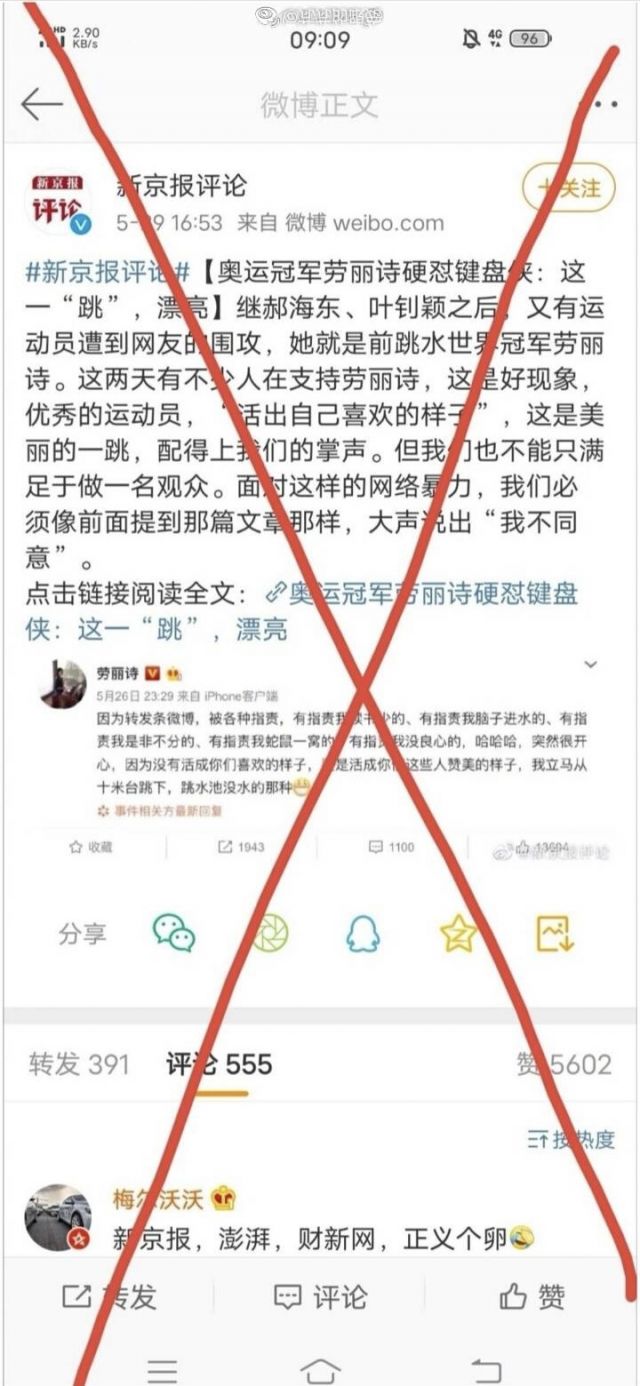 2.90
KB/s
09:09
4G
96
微博正文
新京报
评论
新京报评论
5-29 16:53 来自 微博 weibo.com
+关注
#新京报评论#【奥运冠军劳丽诗硬怼键盘侠：这
一“跳”，漂亮】继郝海东、叶钊颖之后，又有运
动员遭到网友的围攻，她就是前跳水世界冠军劳丽
诗。这两天有不少人在支持劳丽诗，这是好现象，
优秀的运动员，“活出自己喜欢的样子”，这是美
丽的一跳，配得上我们的掌声。但我们也不能只满
足于做一名观众。面对这样的网络暴力，我们必
须像前面提到那篇文章那样，大声说出“我不同
意”。
点击链接阅读全文：奥运冠军劳丽诗硬怼键盘
侠：这一“跳”，漂亮
劳丽诗
5月26日 23:29 来自 iPhone客户端
因为转发条微博，被各种指责，有指责我读书少的、有指责我脑子进水的、有指
责我是非不分的、有指责我蛇鼠一窝的、有指责我没良心的，哈哈哈，突然很开
心，因为没有活成你们喜欢的样子，要是活成你们这些人赞美的样子，我立马从
十米台跳下，跳水池没水的那种
事件相关方最新回复
收藏
1943
1100
13694
@新京报评论
分享
转发 391
评论 555
赞 5602
按热度
梅尔沃沃
新京报，澎湃，财新网，正义个卵
转发
评论
赞